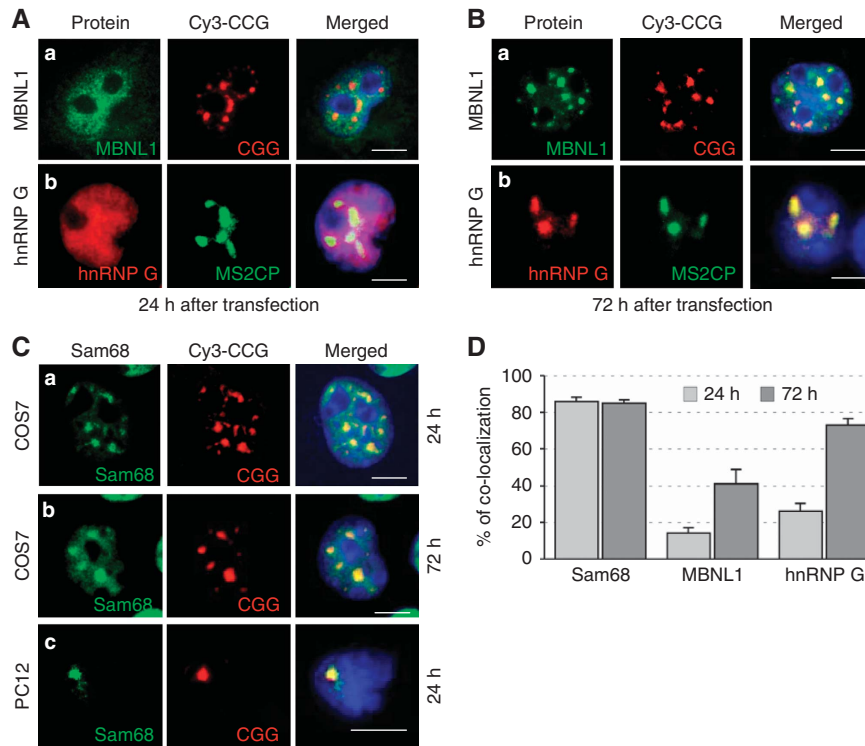 A
Protein Cy3-CCG Merged
a
MBNL1
MBNL1
CGG
b
hnRNP G
hnRNP G
MS2CP
24 h after transfection
B
Protein Cy3-CCG Merged
a
MBNL1
MBNL1
CGG
b
hnRNP G
hnRNP G
MS2CP
72 h after transfection
C
Sam68 Cy3-CCG Merged
a
COS7
Sam68
CGG
24 h
b
COS7
Sam68
CGG
72 h
c
PC12
Sam68
CGG
24 h
D
% of co-localization
100
80
60
40
20
0
24 h 72 h
Sam68 MBNL1 hnRNP G